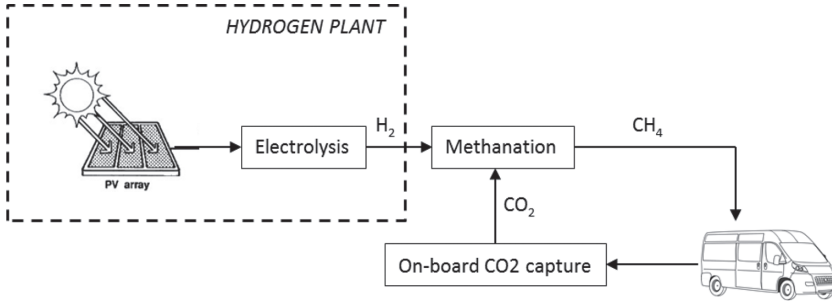 HYDROGEN PLANT
PV array
Electrolysis
H₂
Methanation
CH₄
CO₂
On-board CO2 capture